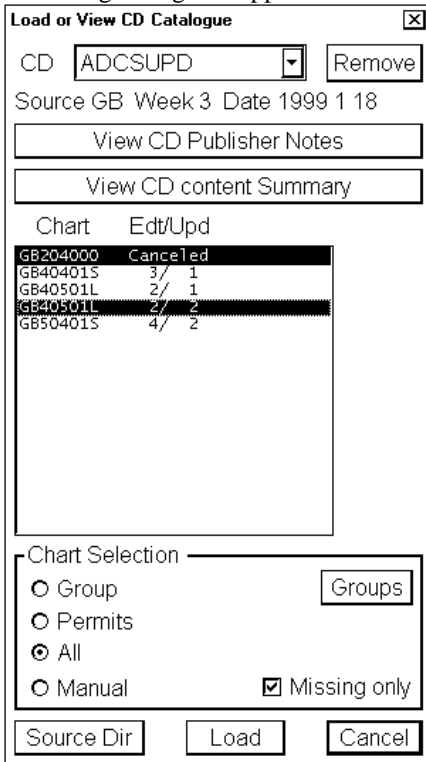 Load or View CD Catalogue
CD ADCSUPD Remove
Source GB Week 3 Date 1999 1 18
View CD Publisher Notes
View CD content Summary
Chart Edt/Upd
GB204000 Canceled
GB40401S 3/ 1
GB40501L 2/ 1
GB40501L 2/ 2
GB50401S 4/ 2
Chart Selection
Group Groups
Permits
All
Manual Missing only
Source Dir Load Cancel